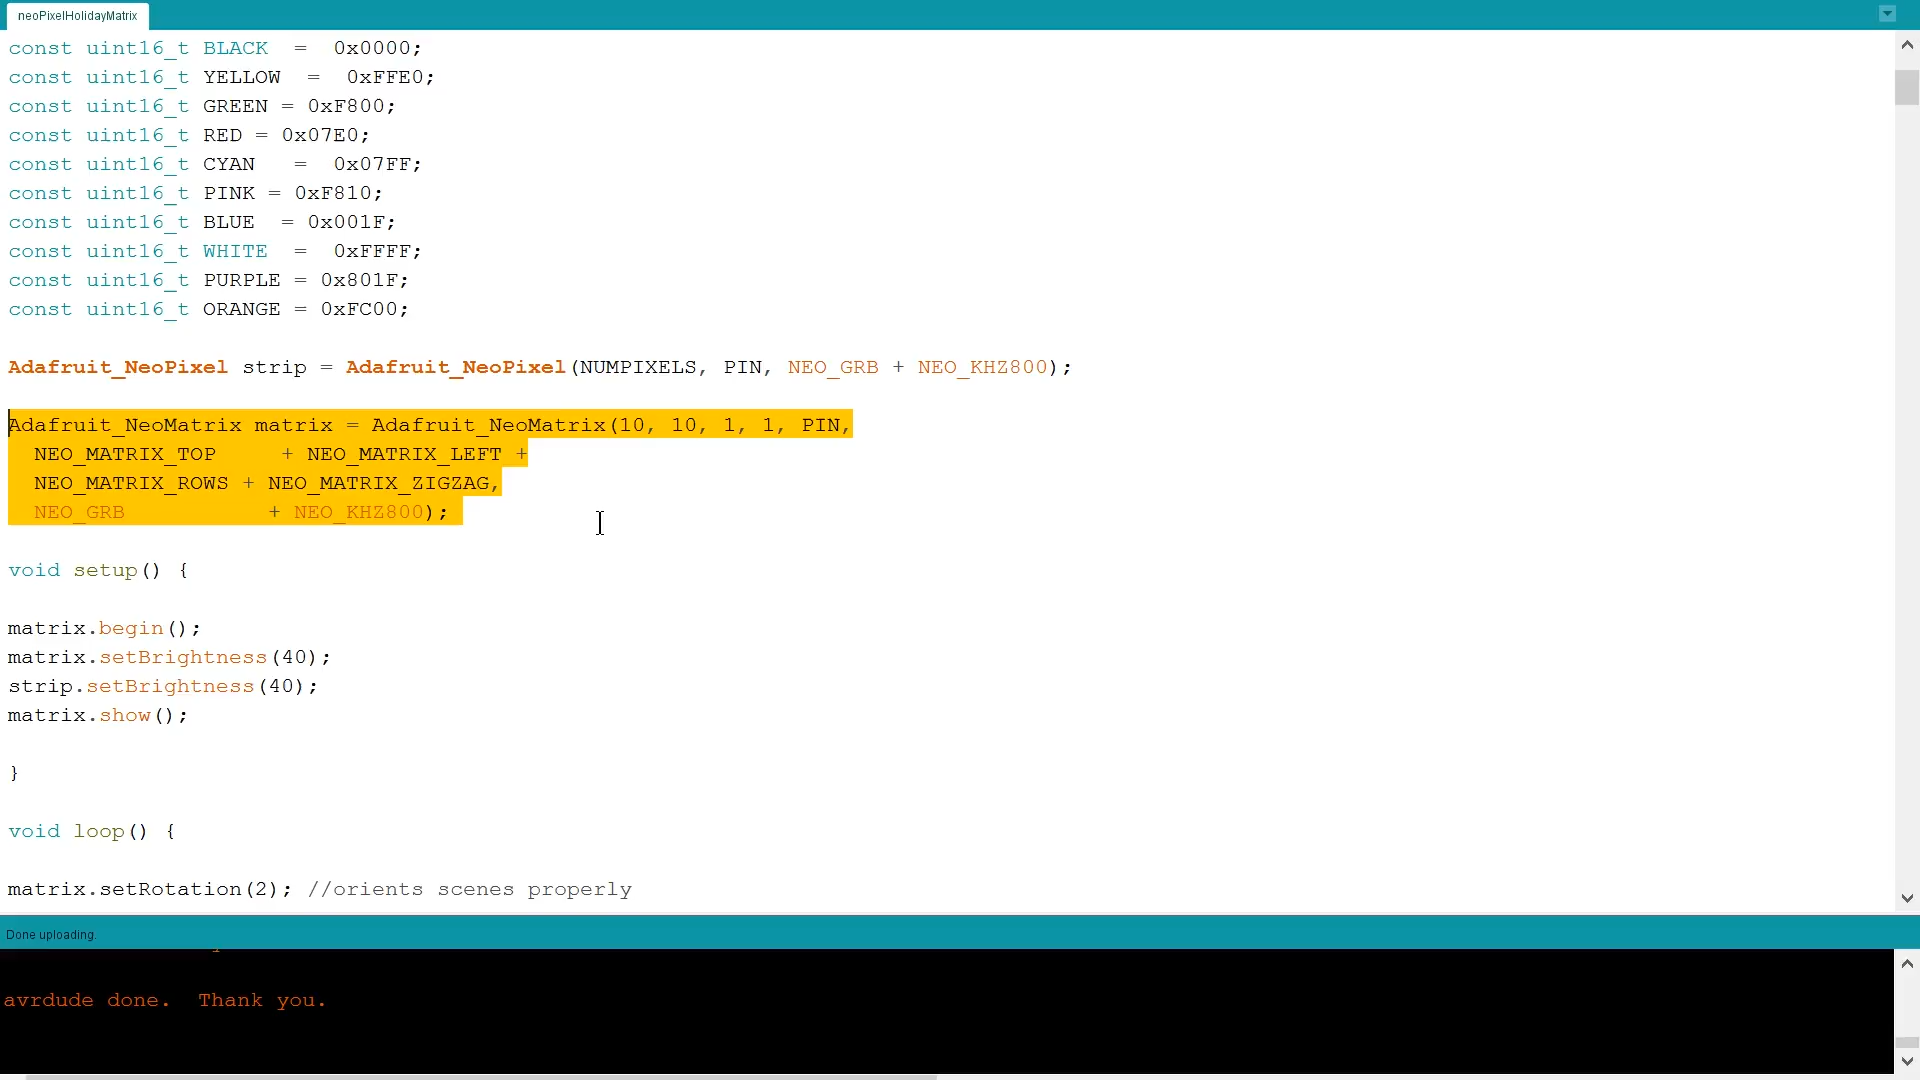 neoPixelHolidayMatrix
const uint16_t BLACK  =  0x0000;
const uint16_t YELLOW  =  0xFFE0;
const uint16_t GREEN = 0xF800;
const uint16_t RED = 0x07E0;
const uint16_t CYAN   =  0x07FF;
const uint16_t PINK = 0xF810;
const uint16_t BLUE  = 0x001F;
const uint16_t WHITE  =  0xFFFF;
const uint16_t PURPLE = 0x801F;
const uint16_t ORANGE = 0xFC00;
Adafruit_NeoPixel strip = Adafruit_NeoPixel(NUMPIXELS, PIN, NEO_GRB + NEO_KHZ800);
Adafruit_NeoMatrix matrix = Adafruit_NeoMatrix(10, 10, 1, 1, PIN,
  NEO_MATRIX_TOP     + NEO_MATRIX_LEFT +
  NEO_MATRIX_ROWS + NEO_MATRIX_ZIGZAG,
  NEO_GRB           + NEO_KHZ800);
void setup() {
matrix.begin();
matrix.setBrightness(40);
strip.setBrightness(40);
matrix.show();
}
void loop() {
matrix.setRotation(2); //orients scenes properly
Done uploading.
avrdude done.  Thank you.